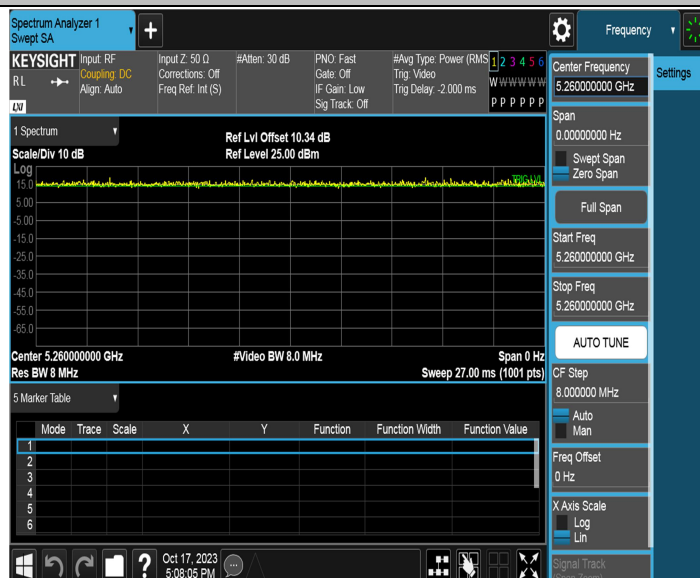 Spectrum Analyzer 1
Swept SA
Frequency
KEYSIGHT
RL
Input: RF
Coupling: DC
Align: Auto
Input Z: 50 Ω
Corrections: Off
Freq Ref: Int (S)
#Atten: 30 dB
PNO: Fast
Gate: Off
IF Gain: Low
Sig Track: Off
#Avg Type: Power (RMS
Trig: Video
Trig Delay: -2.000 ms
1 2 3 4 5 6
W W W W W W
P P P P P P
LXI
1 Spectrum
Scale/Div 10 dB
Ref Lvl Offset 10.34 dB
Ref Level 25.00 dBm
Log
TRIG LVL
15.0
5.00
-5.00
-15.0
-25.0
-35.0
-45.0
-55.0
-65.0
Center 5.260000000 GHz
#Video BW 8.0 MHz
Span 0 Hz
Res BW 8 MHz
Sweep 27.00 ms (1001 pts)
5 Marker Table
Mode Trace Scale X Y Function Function Width Function Value
1
2
3
4
5
6
?
Oct 17, 2023
5:08:05 PM
Center Frequency
5.260000000 GHz
Span
0.00000000 Hz
Swept Span
Zero Span
Full Span
Start Freq
5.260000000 GHz
Stop Freq
5.260000000 GHz
AUTO TUNE
CF Step
8.000000 MHz
Auto
Man
Freq Offset
0 Hz
X Axis Scale
Log
Lin
Signal Track
(Span Zoom)
Settings